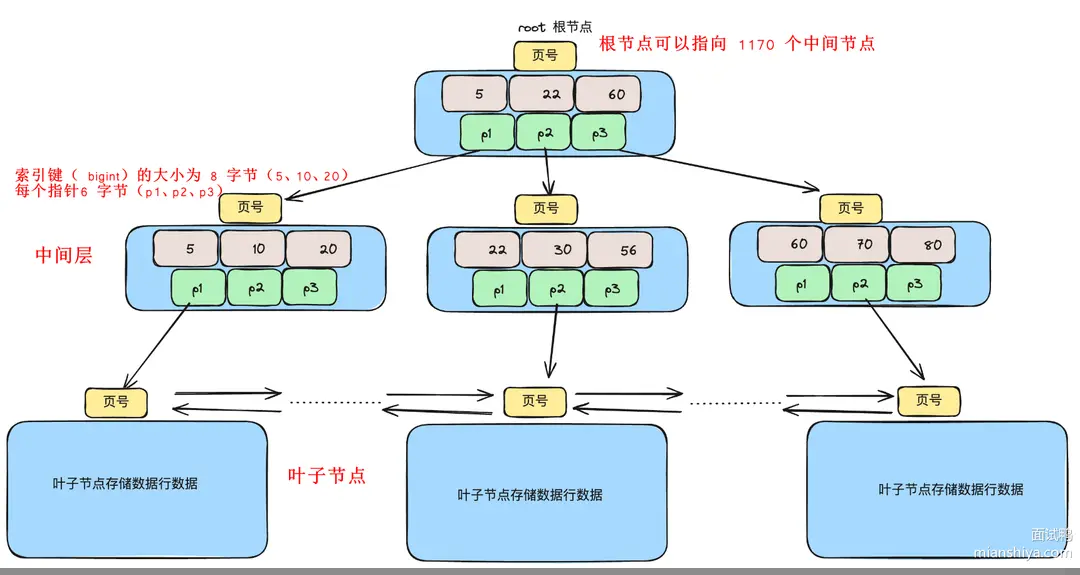 root 根节点
页号
根节点可以指向 1170 个中间节点
5 22 60
p1 p2 p3
索引键（ bigint）的大小为 8 字节（5、10、20）
每个指针6 字节（p1、p2、p3）
页号 页号 页号
中间层
5 10 20
p1 p2 p3
22 30 56
p1 p2 p3
60 70 80
p1 p2 p3
页号 页号 页号
叶子节点存储数据行数据
叶子节点
叶子节点存储数据行数据
叶子节点存储数据行数据
面试鸭
mianshiya.com